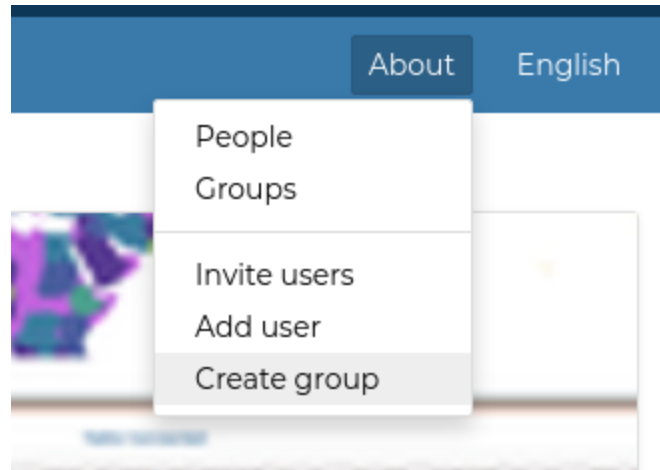 About
English
People
Groups
Invite users
Add user
Create group